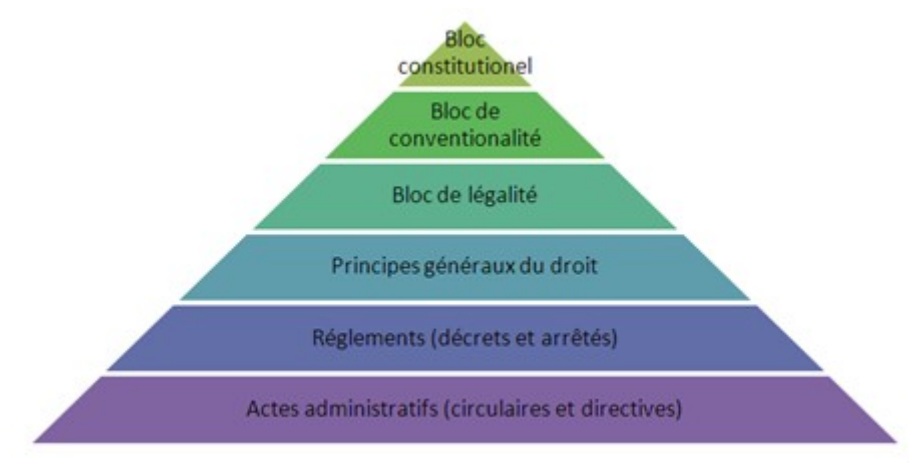 Bloc
constitutionel
Bloc de
conventionalité
Bloc de légalité
Principes généraux du droit
Réglements (décrets et arrêtés)
Actes administratifs (circulaires et directives)